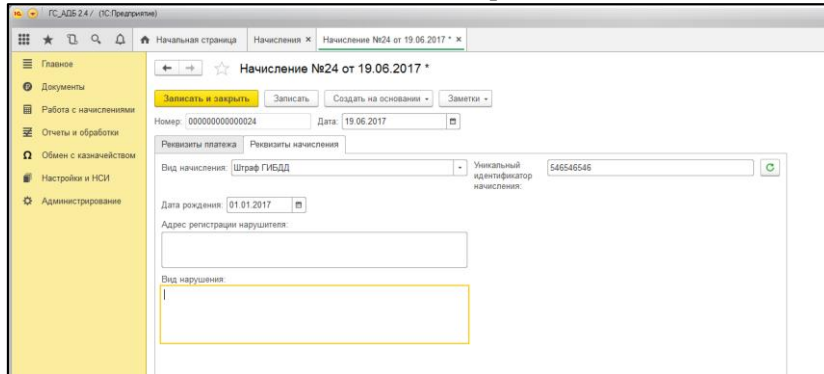 ГС_АДБ 2.4 / (1С:Предприятие)
Начальная страница Начисления × Начисление №24 от 19.06.2017 * ×
Главное
Документы
Работа с начислениями
Отчеты и обработки
Обмен с казначейством
Настройки и НСИ
Администрирование
Начисление №24 от 19.06.2017 *
Записать и закрыть Записать Создать на основании Заметки
Номер: 000000000000024 Дата: 19.06.2017
Реквизиты платежа Реквизиты начисления
Вид начисления: Штраф ГИБДД Уникальный идентификатор начисления: 546546546
Дата рождения: 01.01.2017
Адрес регистрации нарушителя:
Вид нарушения: